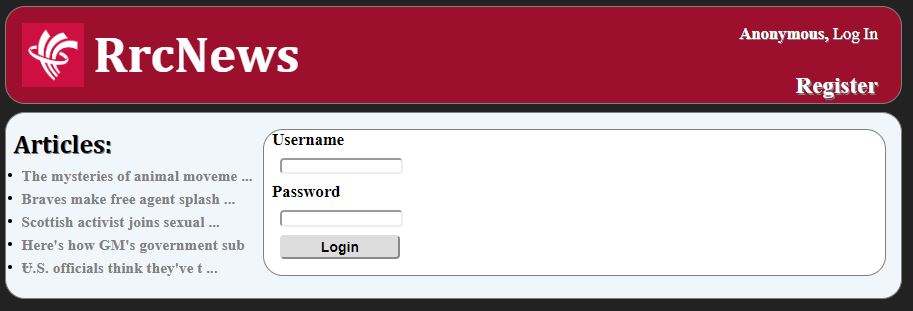 RrcNews
Anonymous, Log In
Register
Articles:
The mysteries of animal moveme ...
Braves make free agent splash ...
Scottish activist joins sexual ...
Here's how GM's government sub
U.S. officials think they've t ...
Username
Password
Login